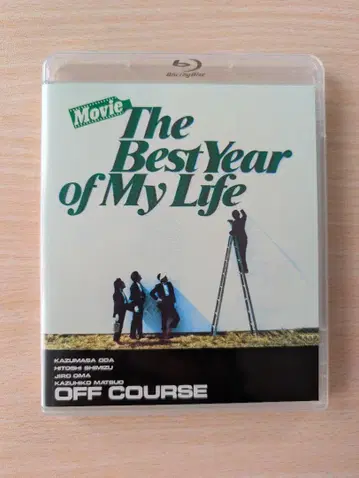 Blu-ray Disc
Movie
The
Best Year
of My Life
KAZUMASA ODA
HITOSHI SHIMIZU
JIRO OMA
KAZUHIKO MATSUO
OFF COURSE